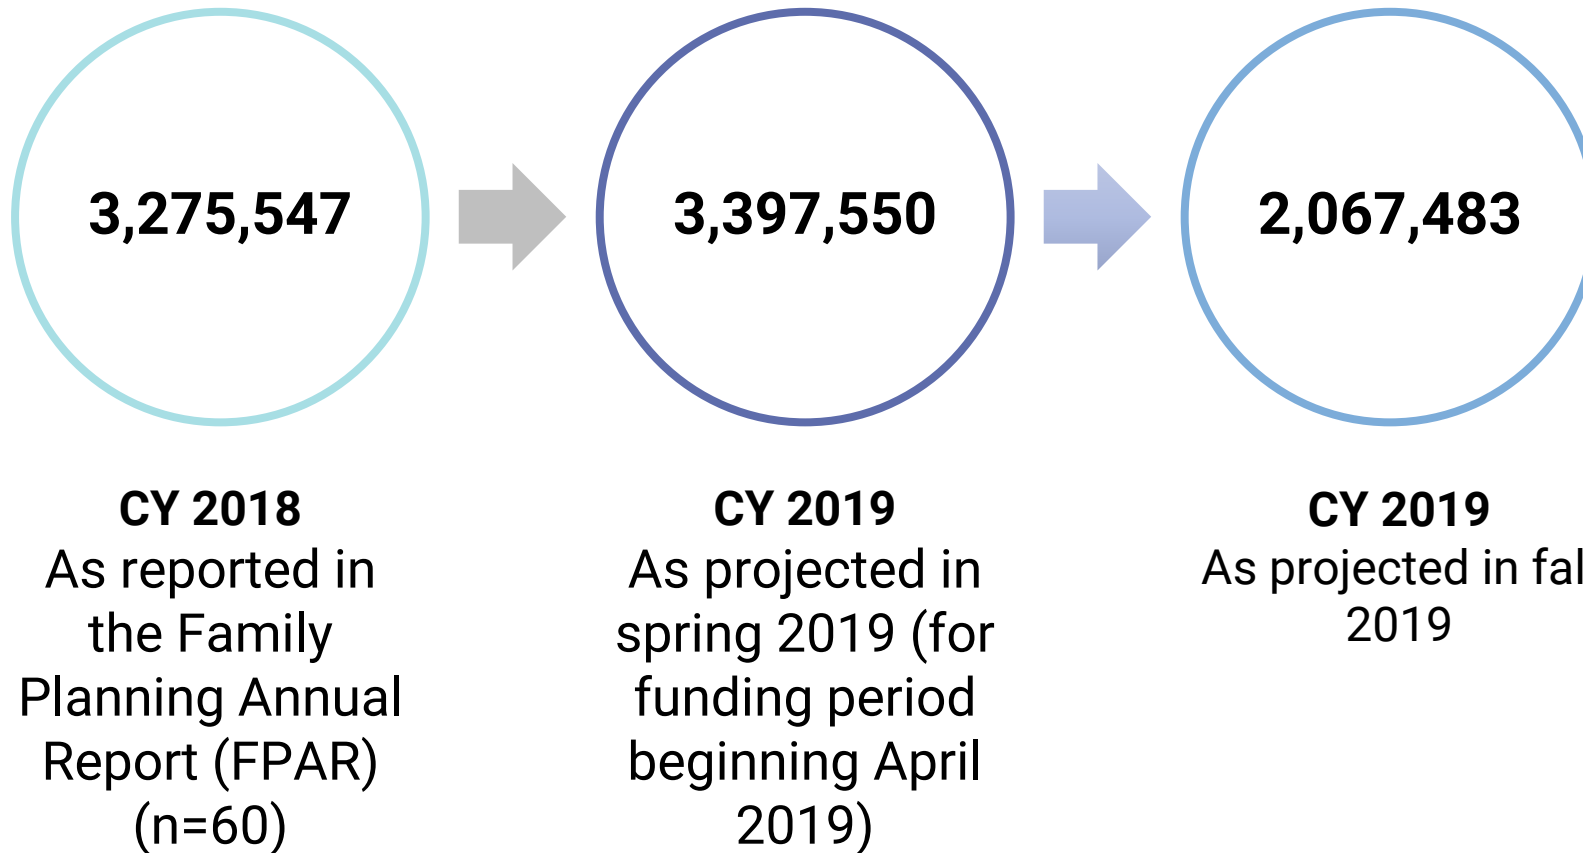 3,275,547
3,397,550
2,067,483
CY 2018
As reported in
the Family
Planning Annual
Report (FPAR)
(n=60)
CY 2019
As projected in
spring 2019 (for
funding period
beginning April
2019)
CY 2019
As projected in fal
2019